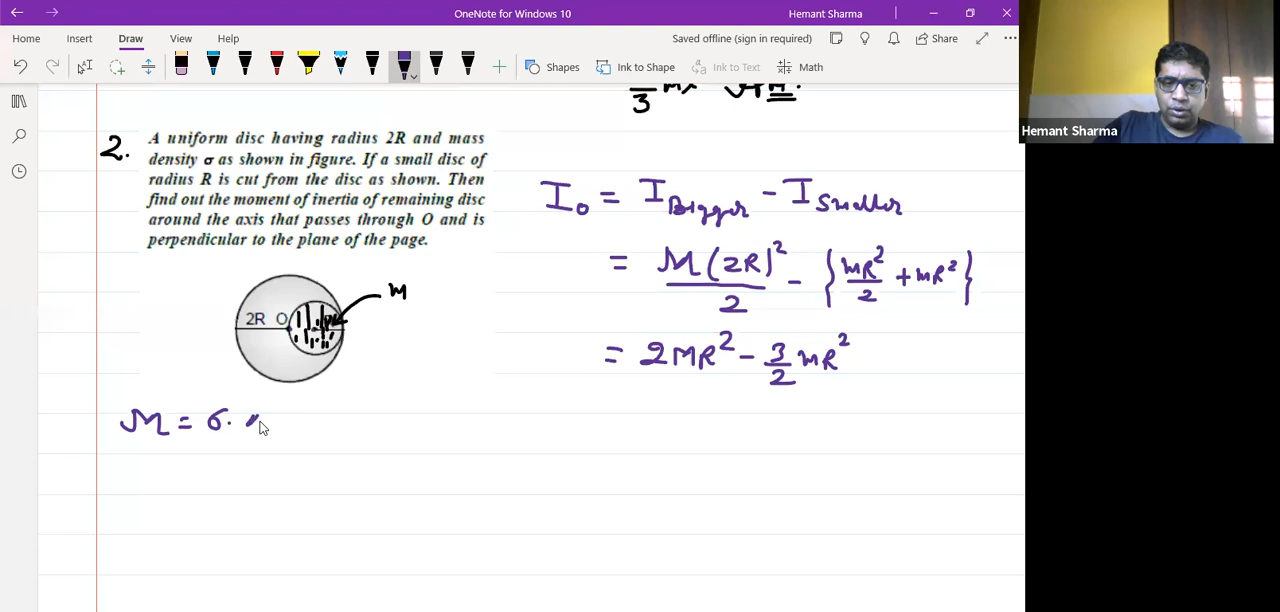 OneNote for Windows 10
Hemant Sharma
Home Insert Draw View Help
Saved offline (sign in required)
Share
Shapes
Ink to Shape
Ink to Text
Math
3
Hemant Sharma
2.
A uniform disc having radius 2R and mass
density σ as shown in figure. If a small disc of
radius R is cut from the disc as shown. Then
find out the moment of inertia of remaining disc
around the axis that passes through O and is
perpendicular to the plane of the page.
I₀ = I Bigger - I Smaller
= M(2R)²/2 - {mR²/2 + mR²}
= 2MR² - 3/2 mR²
m
2R O
M = σ.